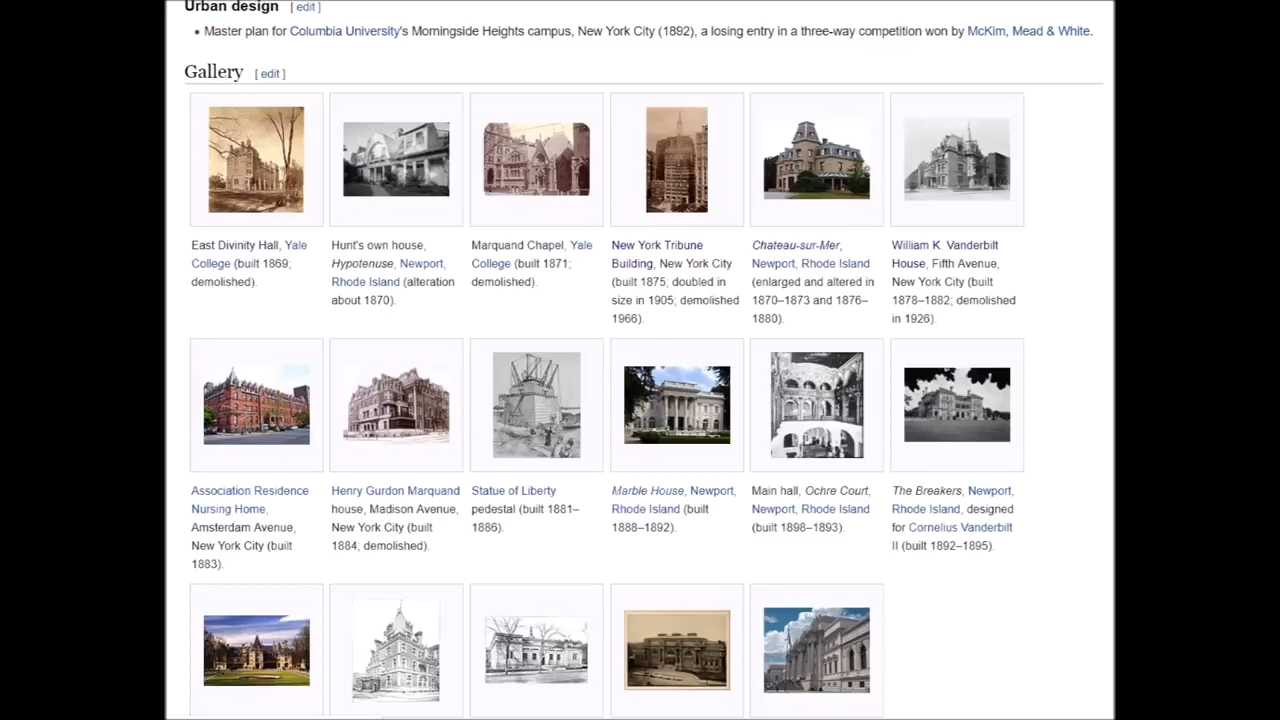 Urban design [ edit ]
• Master plan for Columbia University's Morningside Heights campus, New York City (1892), a losing entry in a three-way competition won by McKim, Mead & White.
Gallery [ edit ]
East Divinity Hall, Yale
College (built 1869;
demolished).
Hunt's own house,
Hypotenuse, Newport,
Rhode Island (alteration
about 1870).
Marquand Chapel, Yale
College (built 1871;
demolished).
New York Tribune
Building, New York City
(built 1875; doubled in
size in 1905; demolished
1966).
Chateau-sur-Mer,
Newport, Rhode Island
(enlarged and altered in
1870–1873 and 1876–
1880).
William K. Vanderbilt
House, Fifth Avenue,
New York City (built
1878–1882; demolished
in 1926).
Association Residence
Nursing Home,
Amsterdam Avenue,
New York City (built
1883).
Henry Gurdon Marquand
house, Madison Avenue,
New York City (built
1884; demolished).
Statue of Liberty
pedestal (built 1881–
1886).
Marble House, Newport,
Rhode Island (built
1888–1892).
Main hall, Ochre Court,
Newport, Rhode Island
(built 1898–1893).
The Breakers, Newport,
Rhode Island, designed
for Cornelius Vanderbilt
II (built 1892–1895).